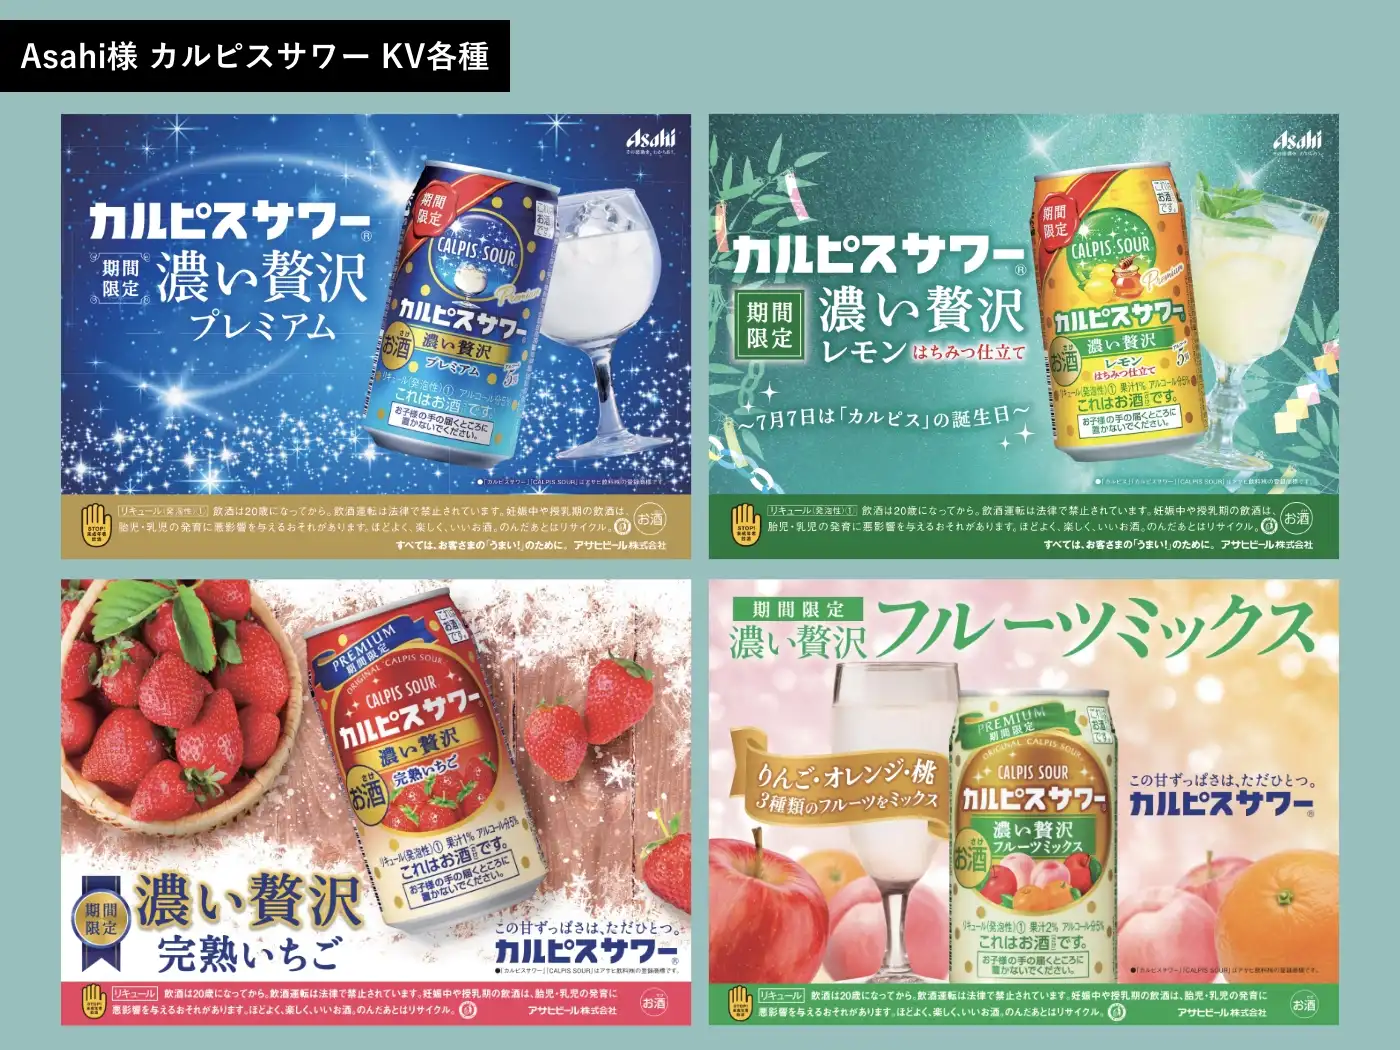 Asahi様 カルピスサワー KV各種
Asahi
カルピスサワー®
期間
限定
濃い贅沢
プレミアム
期間
限定
CALPIS SOUR
Premium
カルピスサワー
お酒
濃い贅沢
プレミアム
リキュール(発泡性)① アルコール分5%
これはお酒です。
お子様の手の届くところに
置かないでください。
●「カルピスサワー」「CALPIS SOUR」はアサヒ飲料㈱の登録商標です。
STOP!
リキュール(発泡性)① 飲酒は20歳になってから。飲酒運転は法律で禁止されています。妊娠中や授乳期の飲酒は、
胎児・乳児の発育に悪影響を与えるおそれがあります。ほどよく、楽しく、いいお酒。のんだあとはリサイクル。
お酒
すべては、お客さまの「うまい!」のために。 アサヒビール株式会社
Asahi
カルピスサワー®
期間
限定
濃い贅沢
レモン はちみつ仕立て
〜7月7日は「カルピス」の誕生日〜
期間
限定
これは
お酒
です。
CALPIS SOUR
Premium
カルピスサワー
お酒
濃い贅沢
レモン
はちみつ仕立て
リキュール(発泡性)① 果汁1% アルコール分5%
これはお酒です。
お子様の手の届くところに
置かないでください。
●「カルピス」「カルピスサワー」「CALPIS SOUR」はアサヒ飲料㈱の登録商標です。
STOP!
リキュール(発泡性)① 飲酒は20歳になってから。飲酒運転は法律で禁止されています。妊娠中や授乳期の飲酒は、
胎児・乳児の発育に悪影響を与えるおそれがあります。ほどよく、楽しく、いいお酒。のんだあとはリサイクル。
お酒
すべては、お客さまの「うまい!」のために。 アサヒビール株式会社
PREMIUM
期間限定
これは
お酒
です。
ORIGINAL CALPIS SOUR
CALPIS SOUR
カルピスサワー
濃い贅沢
完熟いちご
さけ
お酒
リキュール(発泡性)① 果汁1% アルコール分5%
これはお酒です。
お子様の手の届くところに
置かないでください。
期間
限定
濃い贅沢
完熟いちご
この甘ずっぱさは、ただひとつ。
カルピスサワー®
●「カルピスサワー」「CALPIS SOUR」はアサヒ飲料㈱の登録商標です。
STOP!
リキュール 飲酒は20歳になってから。飲酒運転は法律で禁止されています。妊娠中や授乳期の飲酒は、胎児・乳児の発育に
悪影響を与えるおそれがあります。ほどよく、楽しく、いいお酒。のんだあとはリサイクル。
アサヒビール株式会社
お酒
期間限定
濃い贅沢
フルーツミックス
りんご・オレンジ・桃
3種類のフルーツをミックス
PREMIUM
期間限定
ORIGINAL CALPIS SOUR
CALPIS SOUR
カルピスサワー
濃い贅沢
フルーツミックス
さけ
お酒
リキュール(発泡性)① 果汁2% アルコール分5%
これはお酒です。
お子様の手の届くところに
置かないでください。
この甘ずっぱさは、ただひとつ。
カルピスサワー®
●「カルピスサワー」「CALPIS SOUR」はアサヒ飲料㈱の登録商標です。
STOP!
リキュール 飲酒は20歳になってから。飲酒運転は法律で禁止されています。妊娠中や授乳期の飲酒は、胎児・乳児の発育に
悪影響を与えるおそれがあります。ほどよく、楽しく、いいお酒。のんだあとはリサイクル。
アサヒビール株式会社
お酒